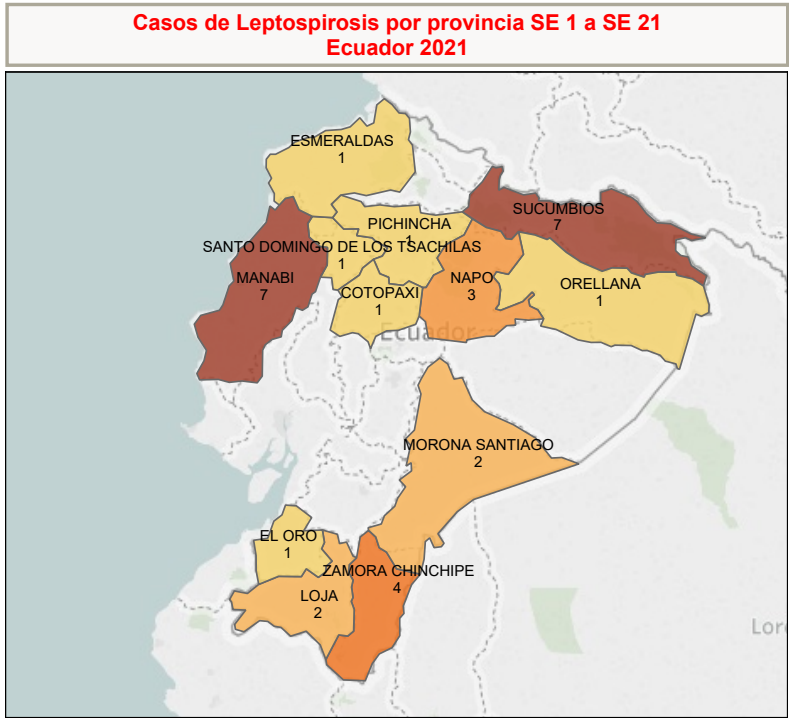 Casos de Leptospirosis por provincia SE 1 a SE 21
Ecuador 2021
ESMERALDAS
1
SUCUMBIOS
7
PICHINCHA
1
SANTO DOMINGO DE LOS TSACHILAS
1
MANABI
7
NAPO
3
ORELLANA
1
COTOPAXI
1
Ecuador
MORONA SANTIAGO
2
EL ORO
1
ZAMORA CHINCHIPE
4
LOJA
2
Lor